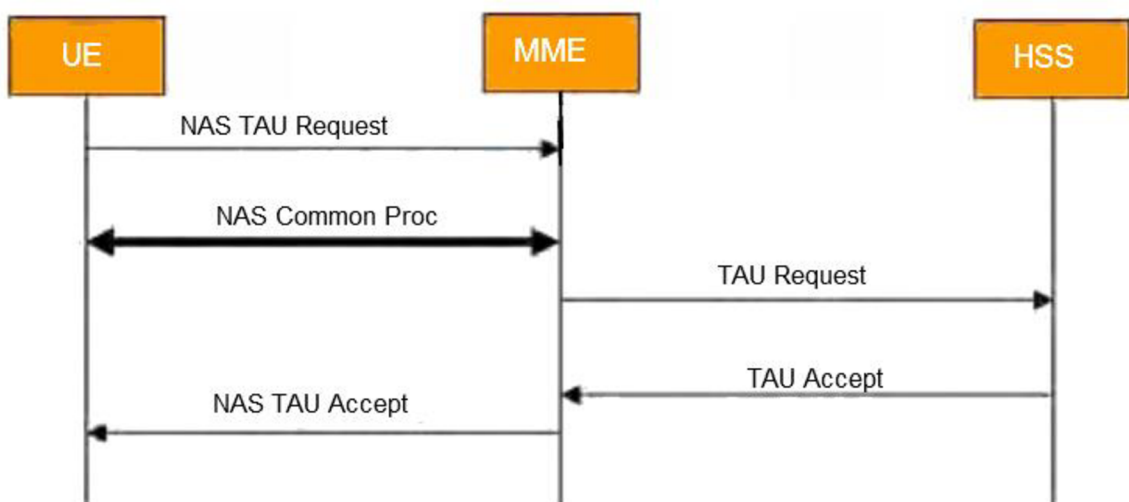 UE
MME
HSS
NAS TAU Request
NAS Common Proc
TAU Request
TAU Accept
NAS TAU Accept